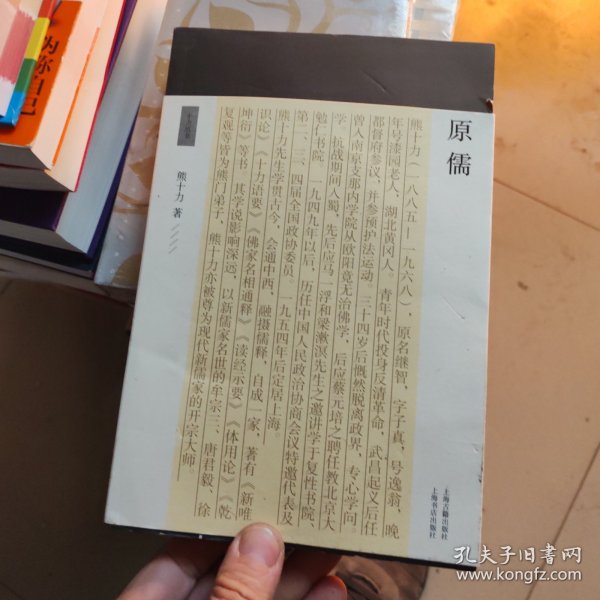 原儒
熊十力（一八八五—一九六八），原名继智，字子真，号逸翁，晚
年号漆园老人，湖北黄冈人。青年时代投身反清革命，武昌起义后任
都督府参议，并参预护法运动。三十四岁后慨然脱离政界，专心学问
曾入南京支那内学院从欧阳竟无治佛学，后应蔡元培之聘任教北京大
学。抗战期间入蜀，先后应马一浮和梁漱溟先生之邀讲学于复性书院、
勉仁书院。一九四九年以后，历任中国人民政治协商会议特邀代表及
第二、三、四届全国政协委员。一九五四年后定居上海。
熊十力先生学贯古今，会通中西，融摄儒释，自成一家，著有《新唯
识论》《十力语要》《佛家名相通释》《读经示要》《体用论》《乾
坤衍》等书。其学说影响深远，以新儒家名世的牟宗三、唐君毅、徐
复观等皆为熊门弟子，熊十力亦被尊为现代新儒家的开宗大师。
十力丛书
熊十力 著
上海古籍出版社
上海书店出版社
为你自己
孔夫子旧书网
www.kongfz.com